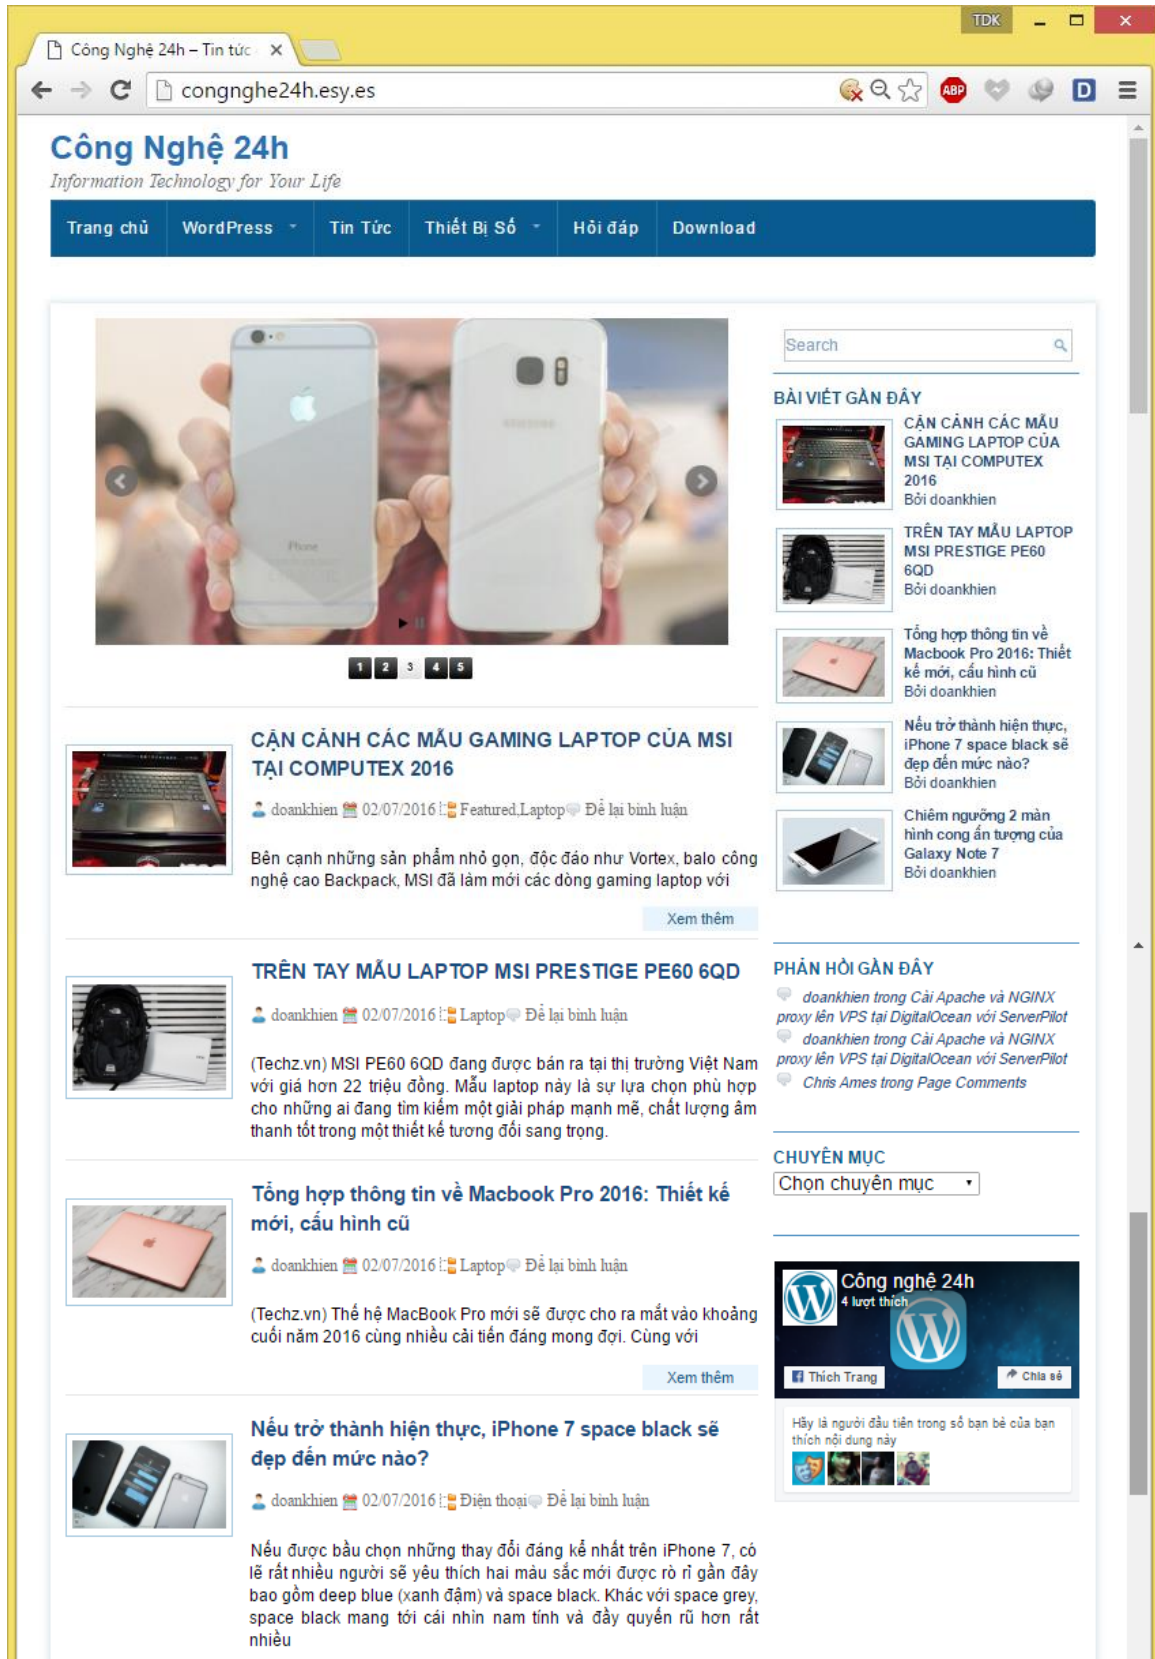 TDK
Công Nghệ 24h – Tin tức
congnghe24h.esy.es
ABP
D
Công Nghệ 24h
Information Technology for Your Life
Trang chủ WordPress Tin Tức Thiết Bị Số Hỏi đáp Download
iPhone
SAMSUNG
1 2 3 4 5
CẬN CẢNH CÁC MẪU GAMING LAPTOP CỦA MSI
TẠI COMPUTEX 2016
doankhien 02/07/2016 Featured,Laptop Để lại bình luận
Bên cạnh những sản phẩm nhỏ gọn, độc đáo như Vortex, balo công
nghệ cao Backpack, MSI đã làm mới các dòng gaming laptop với
Xem thêm
TRÊN TAY MẪU LAPTOP MSI PRESTIGE PE60 6QD
doankhien 02/07/2016 Laptop Để lại bình luận
(Techz.vn) MSI PE60 6QD đang được bán ra tại thị trường Việt Nam
với giá hơn 22 triệu đồng. Mẫu laptop này là sự lựa chọn phù hợp
cho những ai đang tìm kiếm một giải pháp mạnh mẽ, chất lượng âm
thanh tốt trong một thiết kế tương đối sang trọng.
Tổng hợp thông tin về Macbook Pro 2016: Thiết kế
mới, cấu hình cũ
doankhien 02/07/2016 Laptop Để lại bình luận
(Techz.vn) Thế hệ MacBook Pro mới sẽ được cho ra mắt vào khoảng
cuối năm 2016 cùng nhiều cải tiến đáng mong đợi. Cùng với
Xem thêm
Nếu trở thành hiện thực, iPhone 7 space black sẽ
đẹp đến mức nào?
doankhien 02/07/2016 Điện thoại Để lại bình luận
Nếu được bầu chọn những thay đổi đáng kể nhất trên iPhone 7, có
lẽ rất nhiều người sẽ yêu thích hai màu sắc mới được rò rỉ gần đây
bao gồm deep blue (xanh đậm) và space black. Khác với space grey,
space black mang tới cái nhìn nam tính và đầy quyến rũ hơn rất
nhiều
Search
BÀI VIẾT GẦN ĐÂY
CẬN CẢNH CÁC MẪU
GAMING LAPTOP CỦA
MSI TẠI COMPUTEX
2016
Bởi doankhien
TRÊN TAY MẪU LAPTOP
MSI PRESTIGE PE60
6QD
Bởi doankhien
Tổng hợp thông tin về
Macbook Pro 2016: Thiết
kế mới, cấu hình cũ
Bởi doankhien
Nếu trở thành hiện thực,
iPhone 7 space black sẽ
đẹp đến mức nào?
Bởi doankhien
Chiêm ngưỡng 2 màn
hình cong ấn tượng của
Galaxy Note 7
Bởi doankhien
PHẢN HỒI GẦN ĐÂY
doankhien trong Cài Apache và NGINX
proxy lên VPS tại DigitalOcean với ServerPilot
doankhien trong Cài Apache và NGINX
proxy lên VPS tại DigitalOcean với ServerPilot
Chris Ames trong Page Comments
CHUYÊN MỤC
Chọn chuyên mục
Công nghệ 24h
4 lượt thích
Thích Trang
Chia sẻ
Hãy là người đầu tiên trong số bạn bè của bạn
thích nội dung này